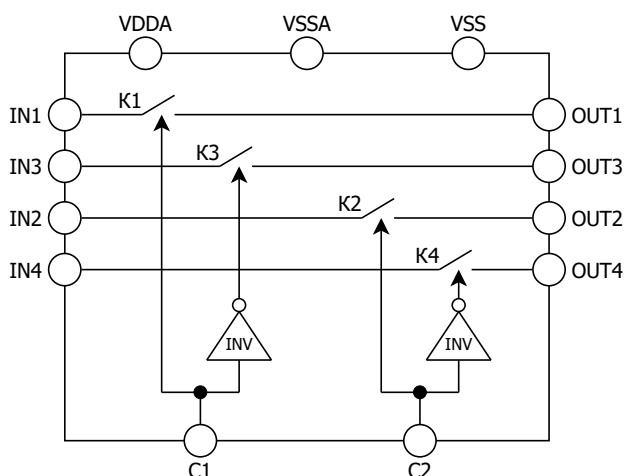 VDDA VSSA VSS
IN1 K1 OUT1
IN3 K3 OUT3
IN2 K2 OUT2
IN4 K4 OUT4
INV INV
C1 C2